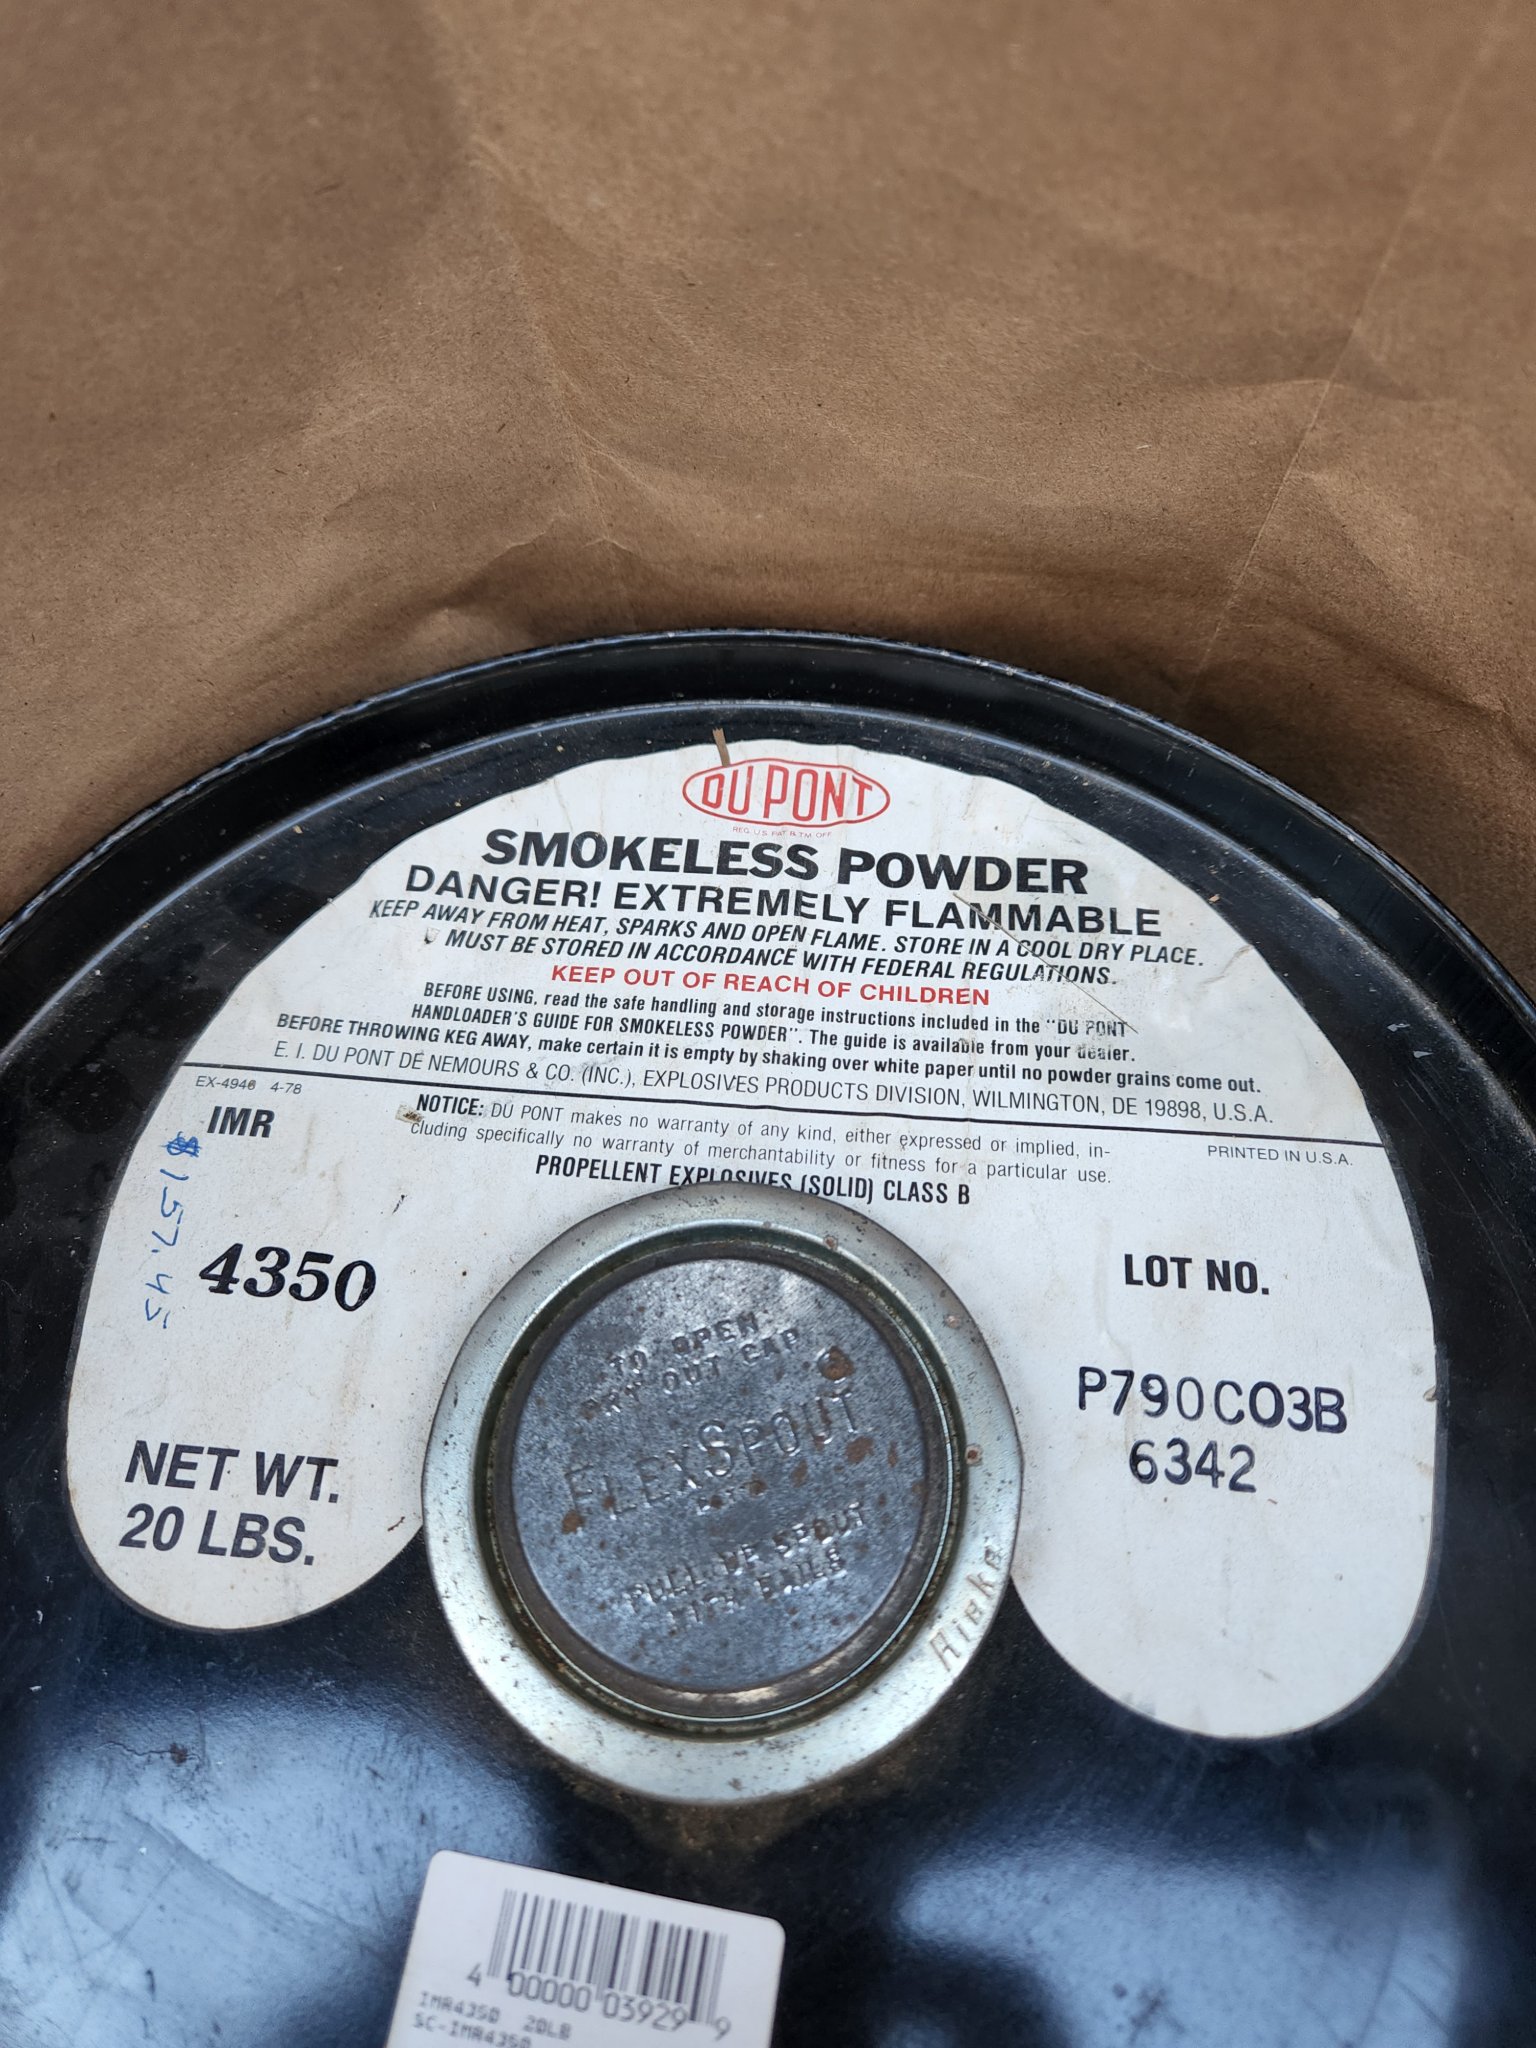 DU PONT
REG. U.S. PAT. & TM. OFF.
SMOKELESS POWDER
DANGER! EXTREMELY FLAMMABLE
KEEP AWAY FROM HEAT, SPARKS AND OPEN FLAME. STORE IN A COOL DRY PLACE.
MUST BE STORED IN ACCORDANCE WITH FEDERAL REGULATIONS.
KEEP OUT OF REACH OF CHILDREN
BEFORE USING, read the safe handling and storage instructions included in the "DU PONT
HANDLOADER'S GUIDE FOR SMOKELESS POWDER". The guide is available from your dealer.
BEFORE THROWING KEG AWAY, make certain it is empty by shaking over white paper until no powder grains come out.
E. I. DU PONT DE NEMOURS & CO. (INC.), EXPLOSIVES PRODUCTS DIVISION, WILMINGTON, DE 19898, U.S.A.
EX-4946 4-78
IMR
NOTICE: DU PONT makes no warranty of any kind, either expressed or implied, in-
cluding specifically no warranty of merchantability or fitness for a particular use.
PRINTED IN U.S.A.
PROPELLENT EXPLOSIVES (SOLID) CLASS B
$157.45
4350
LOT NO.
P790CO3B
6342
NET WT.
20 LBS.
TO OPEN
PRY OUT CAP
FLEXSPOUT
PULL UP SPOUT
WITH BAILS
Rieke
4 00000 03929 9
IMR4350 20LB
SC-IMR4350